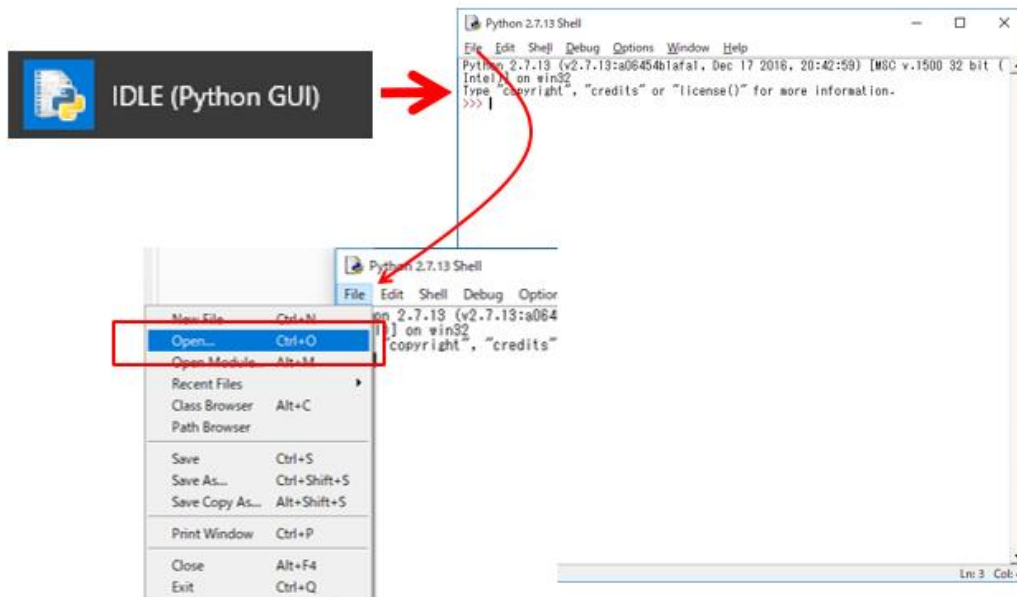 IDLE (Python GUI)
Python 2.7.13 Shell
File Edit Shell Debug Options Window Help
Python 2.7.13 (v2.7.13:a06454b1afa1, Dec 17 2016, 20:42:59) [MSC v.1500 32 bit (
Intel)] on win32
Type "copyright", "credits" or "license()" for more information.
>>>
Python 2.7.13 Shell
File Edit Shell Debug Option
on 2.7.13 (v2.7.13:a064
)] on win32
"copyright", "credits"
New File Ctrl+N
Open... Ctrl+O
Open Module... Alt+M
Recent Files
Class Browser Alt+C
Path Browser
Save Ctrl+S
Save As... Ctrl+Shift+S
Save Copy As... Alt+Shift+S
Print Window Ctrl+P
Close Alt+F4
Exit Ctrl+Q
Ln: 3 Col: